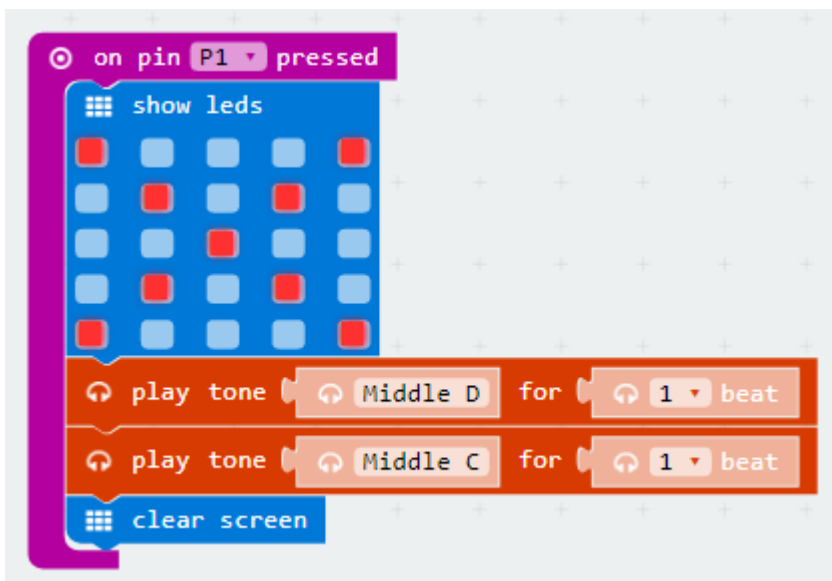 on pin P1 pressed
show leds
play tone Middle D for 1 beat
play tone Middle C for 1 beat
clear screen